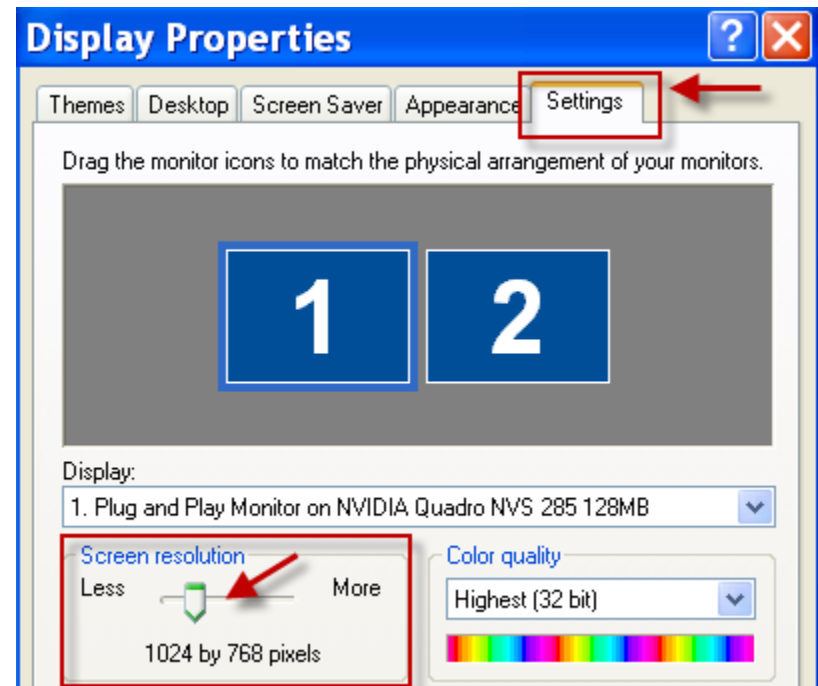 Display Properties
?
Themes Desktop Screen Saver Appearance Settings
Drag the monitor icons to match the physical arrangement of your monitors.
1 2
Display:
1. Plug and Play Monitor on NVIDIA Quadro NVS 285 128MB
Screen resolution
Less More
1024 by 768 pixels
Color quality
Highest (32 bit)